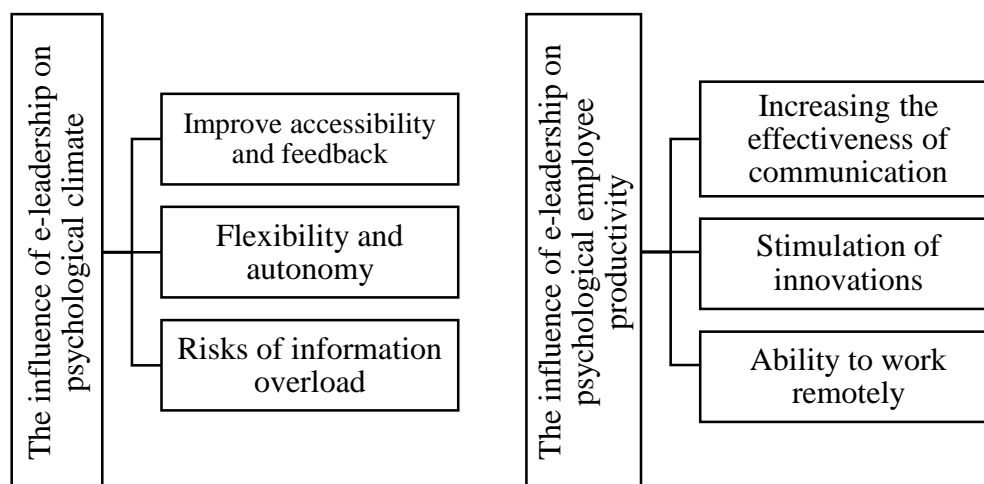 The influence of e-leadership on
psychological climate
Improve accessibility
and feedback
Flexibility and
autonomy
Risks of information
overload
The influence of e-leadership on
psychological employee
productivity
Increasing the
effectiveness of
communication
Stimulation of
innovations
Ability to work
remotely